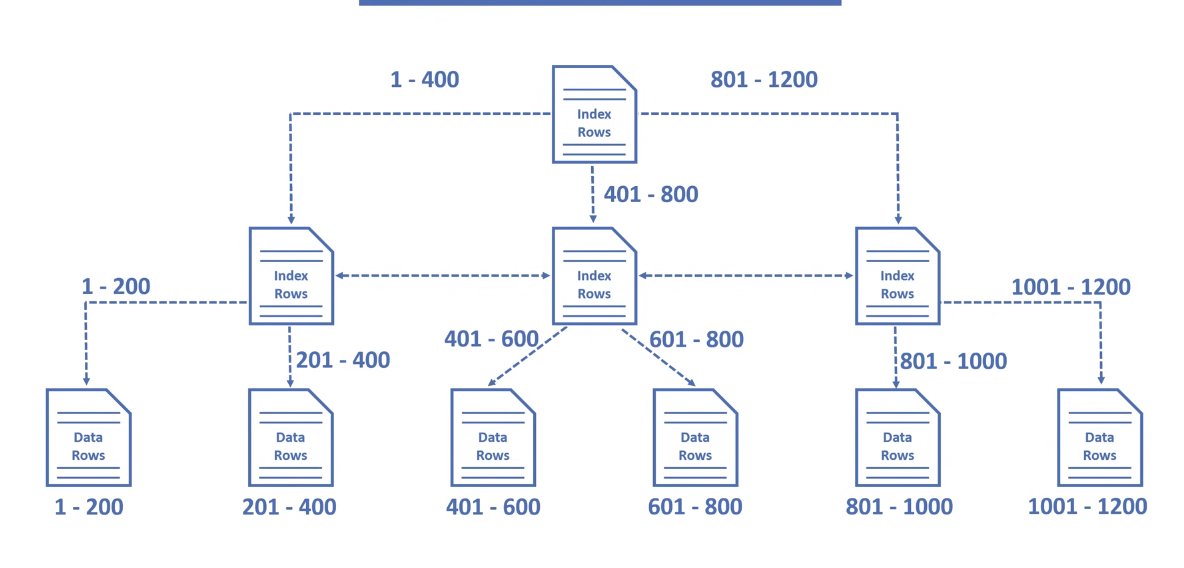 1 - 400
801 - 1200
Index
Rows
401 - 800
Index
Rows
Index
Rows
Index
Rows
1 - 200
1001 - 1200
401 - 600
601 - 800
201 - 400
801 - 1000
Data
Rows
Data
Rows
Data
Rows
Data
Rows
Data
Rows
Data
Rows
1 - 200
201 - 400
401 - 600
601 - 800
801 - 1000
1001 - 1200